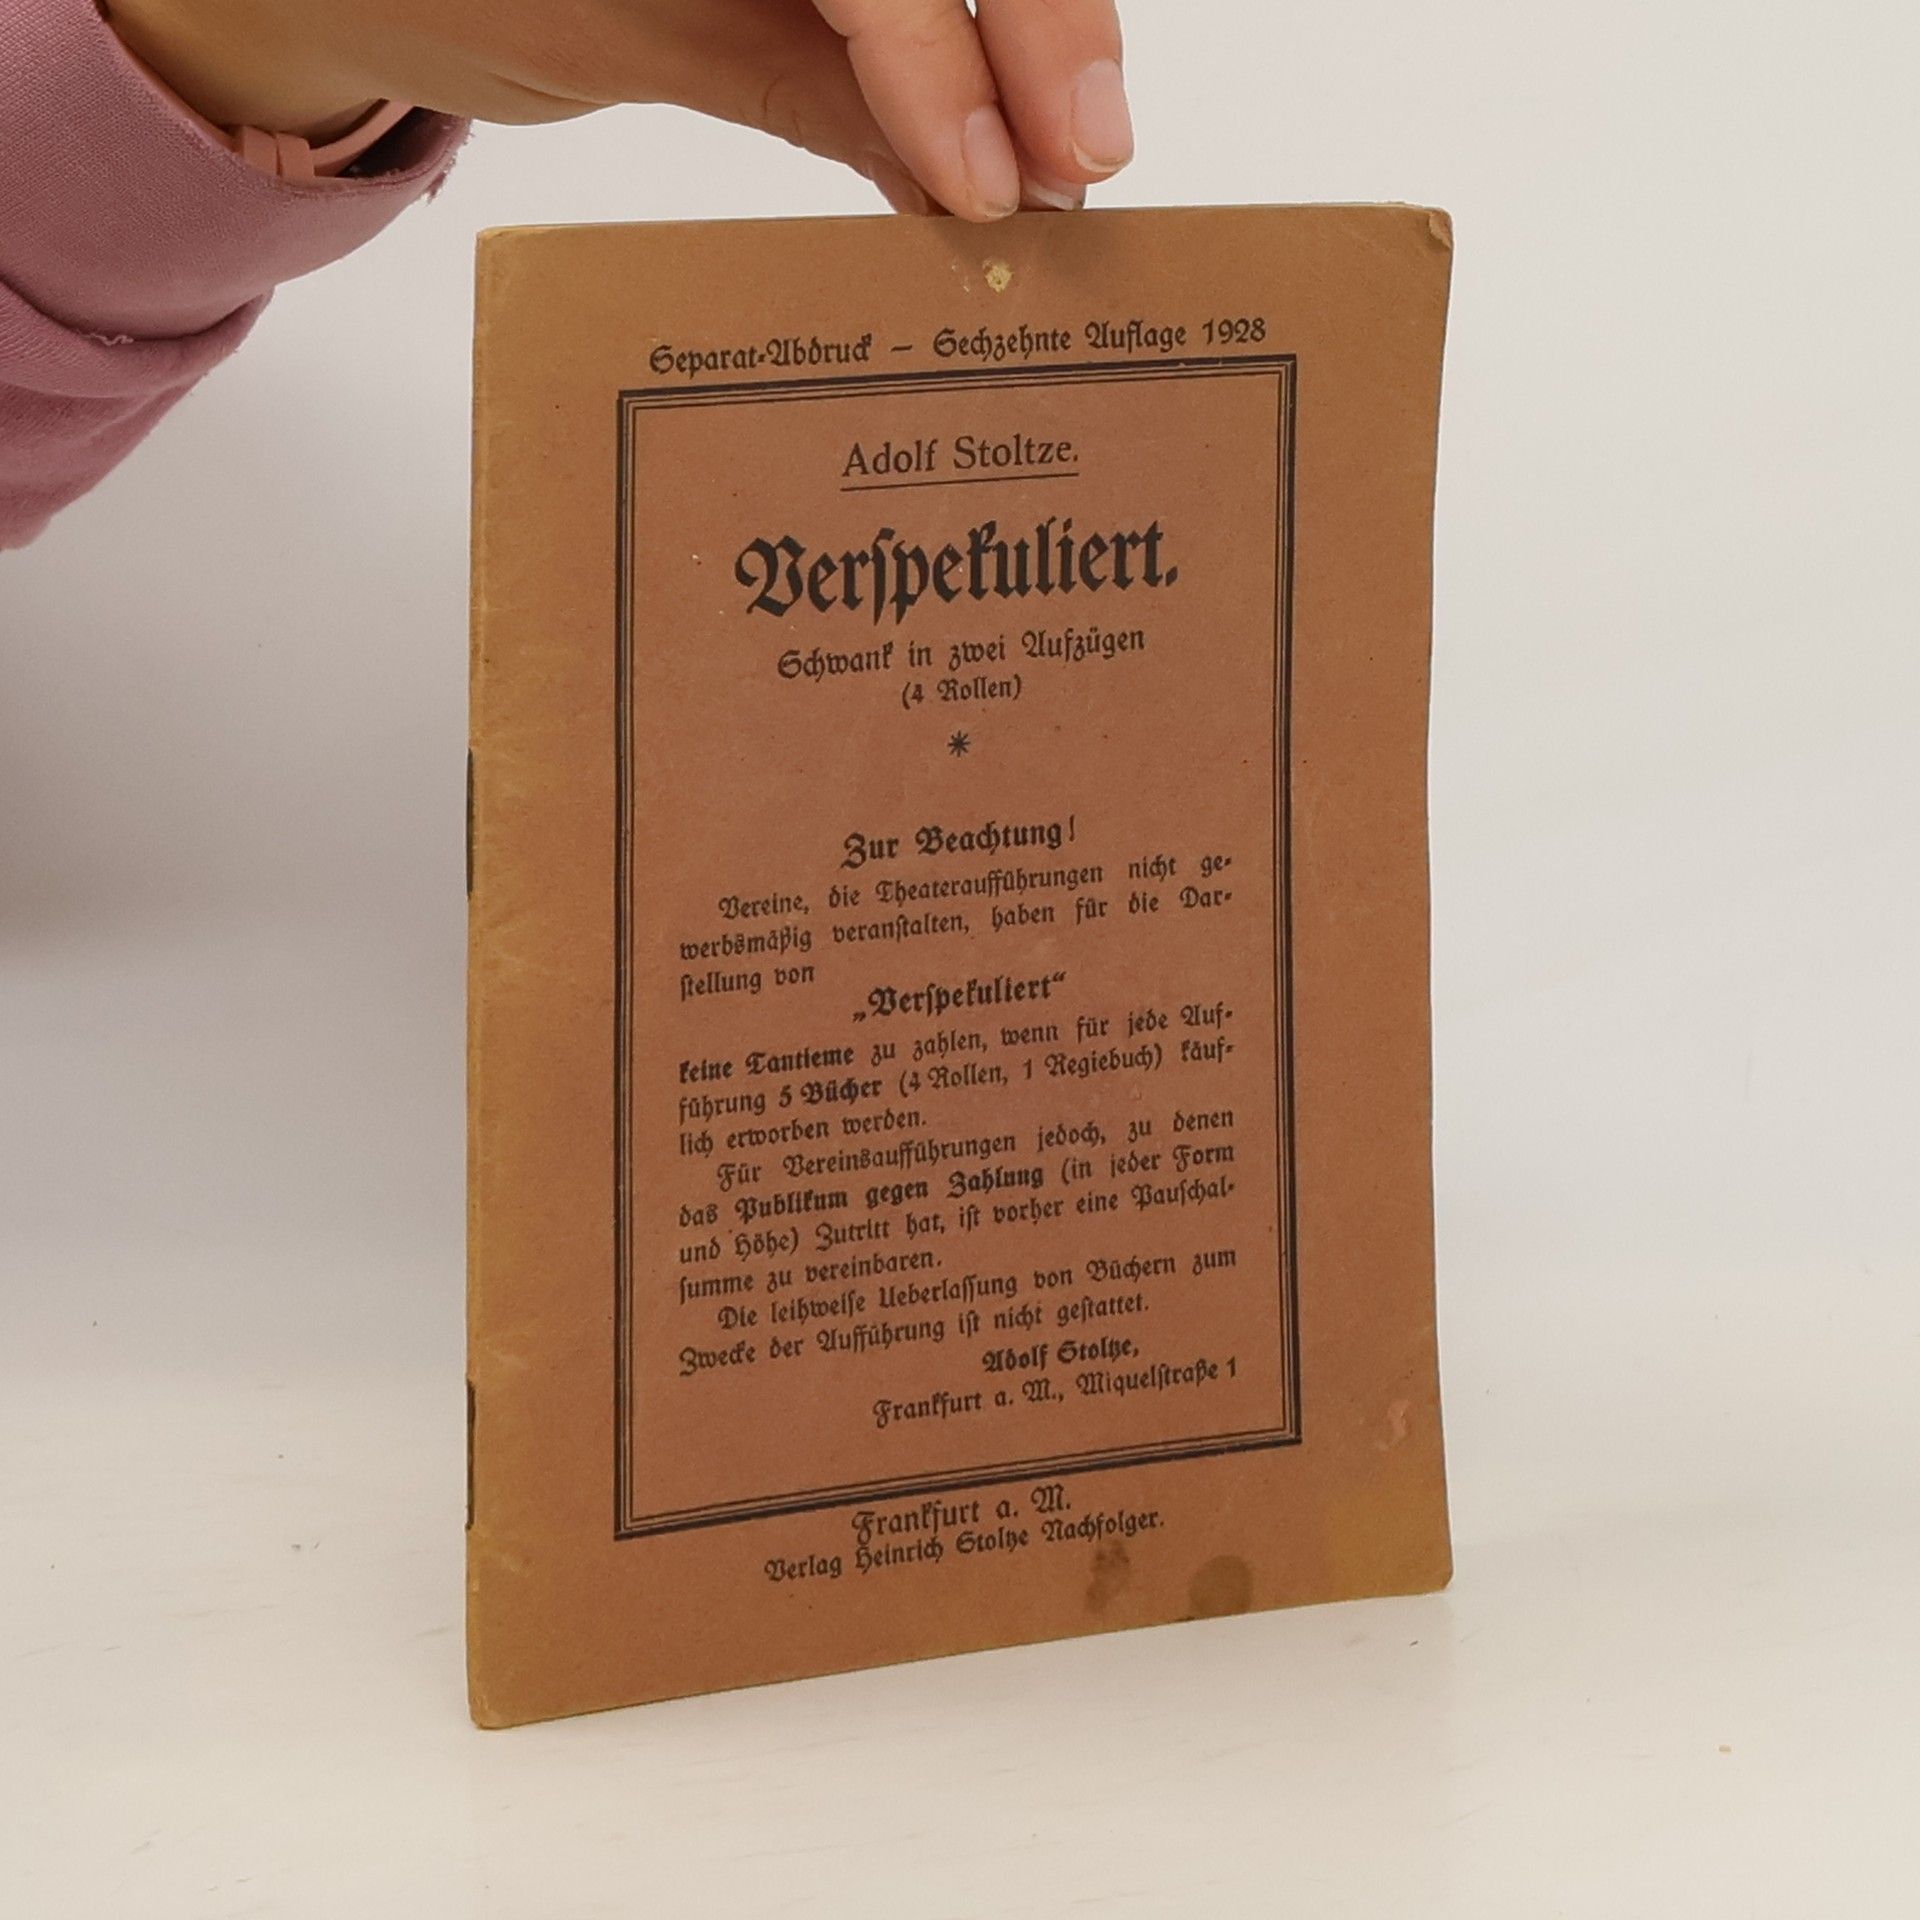 Separat-Abdruck — Sechzehnte Auflage 1928
Adolf Stoltze.
Verspekuliert.
Schwank in zwei Aufzügen
(4 Rollen)
*
Zur Beachtung!
Vereine, die Theateraufführungen nicht ge-
werbsmäßig veranstalten, haben für die Dar-
stellung von
„Verspekuliert“
keine Tantieme zu zahlen, wenn für jede Auf-
führung 5 Bücher (4 Rollen, 1 Regiebuch) käuf-
lich erworben werden.
Für Vereinsaufführungen jedoch, zu denen
das Publikum gegen Zahlung (in jeder Form
und Höhe) Zutritt hat, ist vorher eine Pauschal-
summe zu vereinbaren.
Die leihweise Ueberlassung von Büchern zum
Zwecke der Aufführung ist nicht gestattet.
Adolf Stoltze,
Frankfurt a. M., Miquelstraße 1
Frankfurt a. M.
Verlag Heinrich Stoltze Nachfolger.